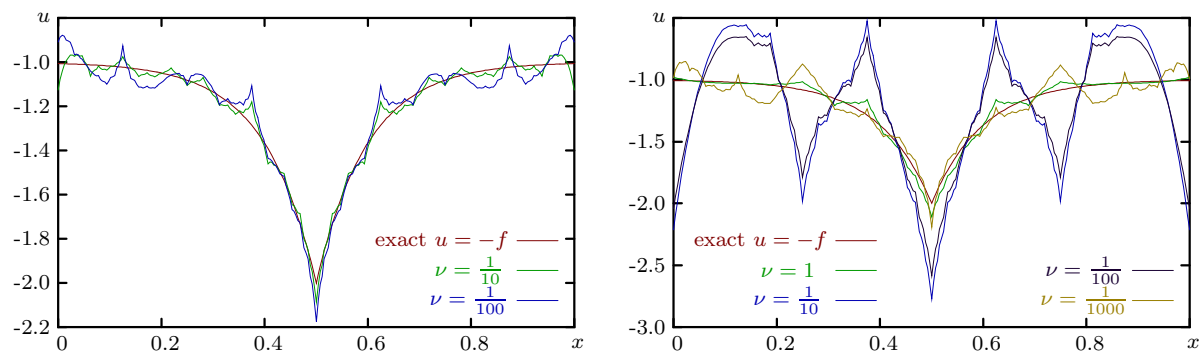 u
-1.0
-1.2
-1.4
-1.6
-1.8
-2.0
-2.2
exact u = −f
ν = 1/10
ν = 1/100
0 0.2 0.4 0.6 0.8 x
u
-1.0
-1.5
-2.0
-2.5
-3.0
exact u = −f
ν = 1 ν = 1/100
ν = 1/10 ν = 1/1000
0 0.2 0.4 0.6 0.8 x